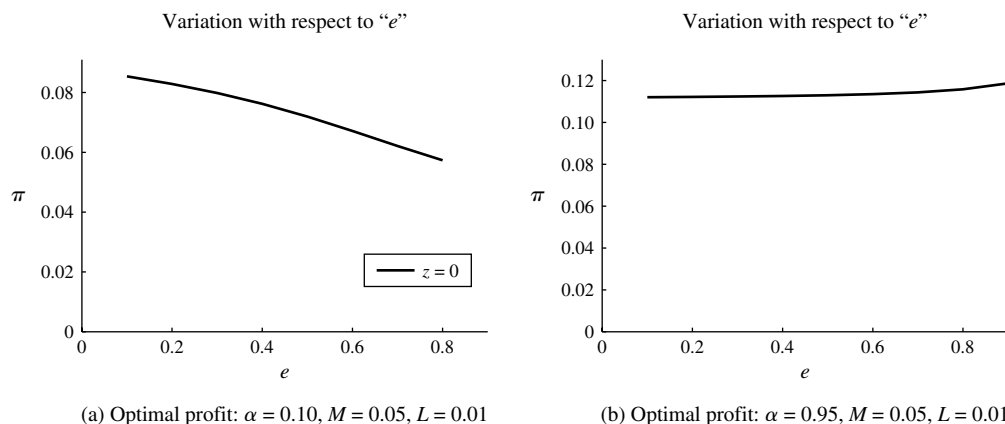 Variation with respect to “e”
0.08
0.06
π
0.04
0.02
z = 0
0
0
0.2
0.4
0.6
0.8
e
(a) Optimal profit: α = 0.10, M = 0.05, L = 0.01
Variation with respect to “e”
0.12
0.10
0.12
0.08
π
0.06
0.04
0.02
0
0
0.2
0.4
0.6
0.8
e
(b) Optimal profit: α = 0.95, M = 0.05, L = 0.01